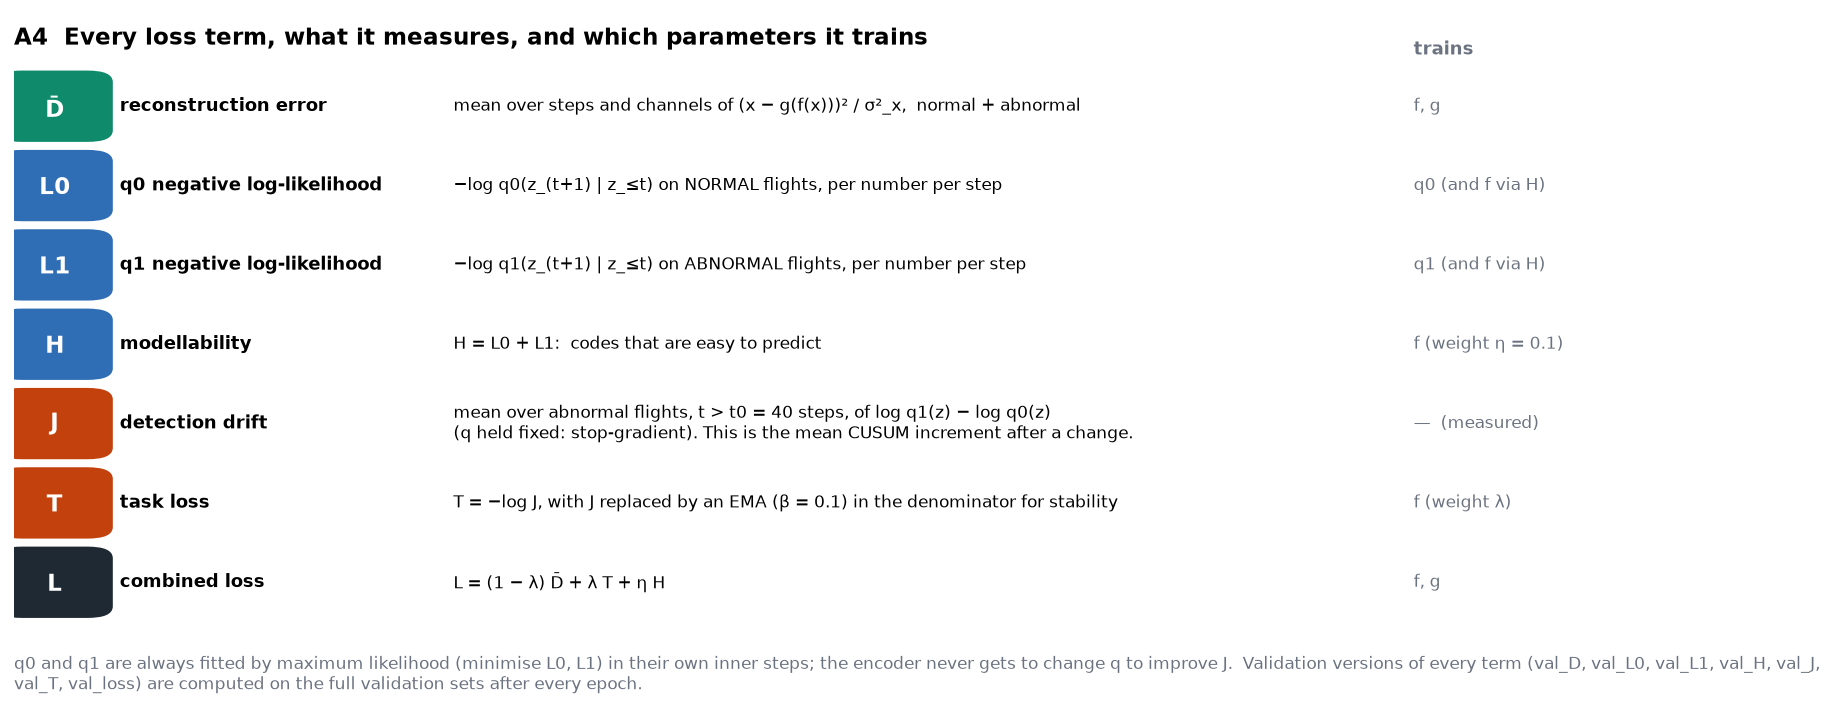 A4  Every loss term, what it measures, and which parameters it trains
trains
D̄ reconstruction error mean over steps and channels of (x − g(f(x)))² / σ²_x,  normal + abnormal f, g
L0 q0 negative log-likelihood −log q0(z_(t+1) | z_≤t) on NORMAL flights, per number per step q0 (and f via H)
L1 q1 negative log-likelihood −log q1(z_(t+1) | z_≤t) on ABNORMAL flights, per number per step q1 (and f via H)
H modellability H = L0 + L1:  codes that are easy to predict f (weight η = 0.1)
J detection drift mean over abnormal flights, t > t0 = 40 steps, of log q1(z) − log q0(z)
(q held fixed: stop-gradient). This is the mean CUSUM increment after a change. —  (measured)
T task loss T = −log J, with J replaced by an EMA (β = 0.1) in the denominator for stability f (weight λ)
L combined loss L = (1 − λ) D̄ + λ T + η H f, g
q0 and q1 are always fitted by maximum likelihood (minimise L0, L1) in their own inner steps; the encoder never gets to change q to improve J.  Validation versions of every term (val_D, val_L0, val_L1, val_H, val_J,
val_T, val_loss) are computed on the full validation sets after every epoch.